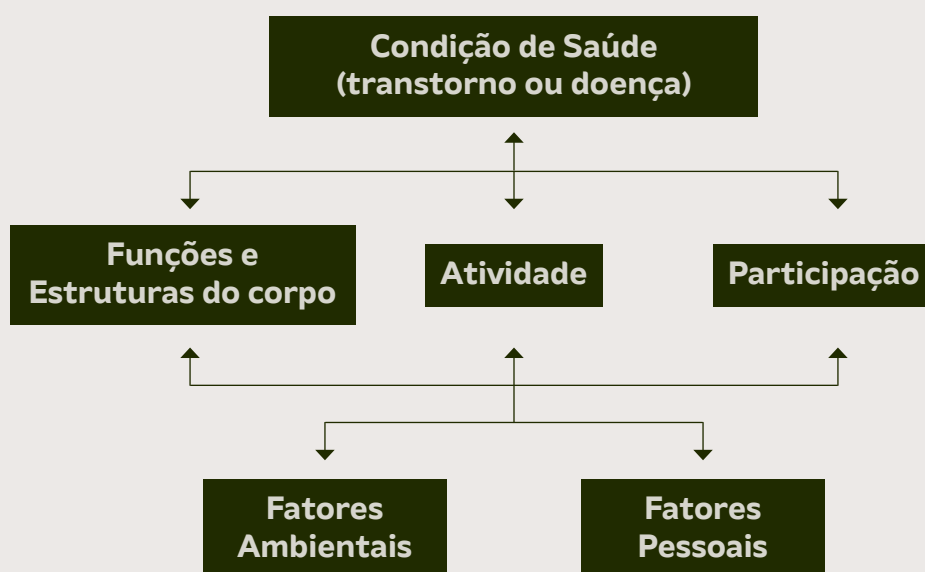 Condição de Saúde
(transtorno ou doença)
Funções e
Estruturas do corpo
Atividade
Participação
Fatores
Ambientais
Fatores
Pessoais